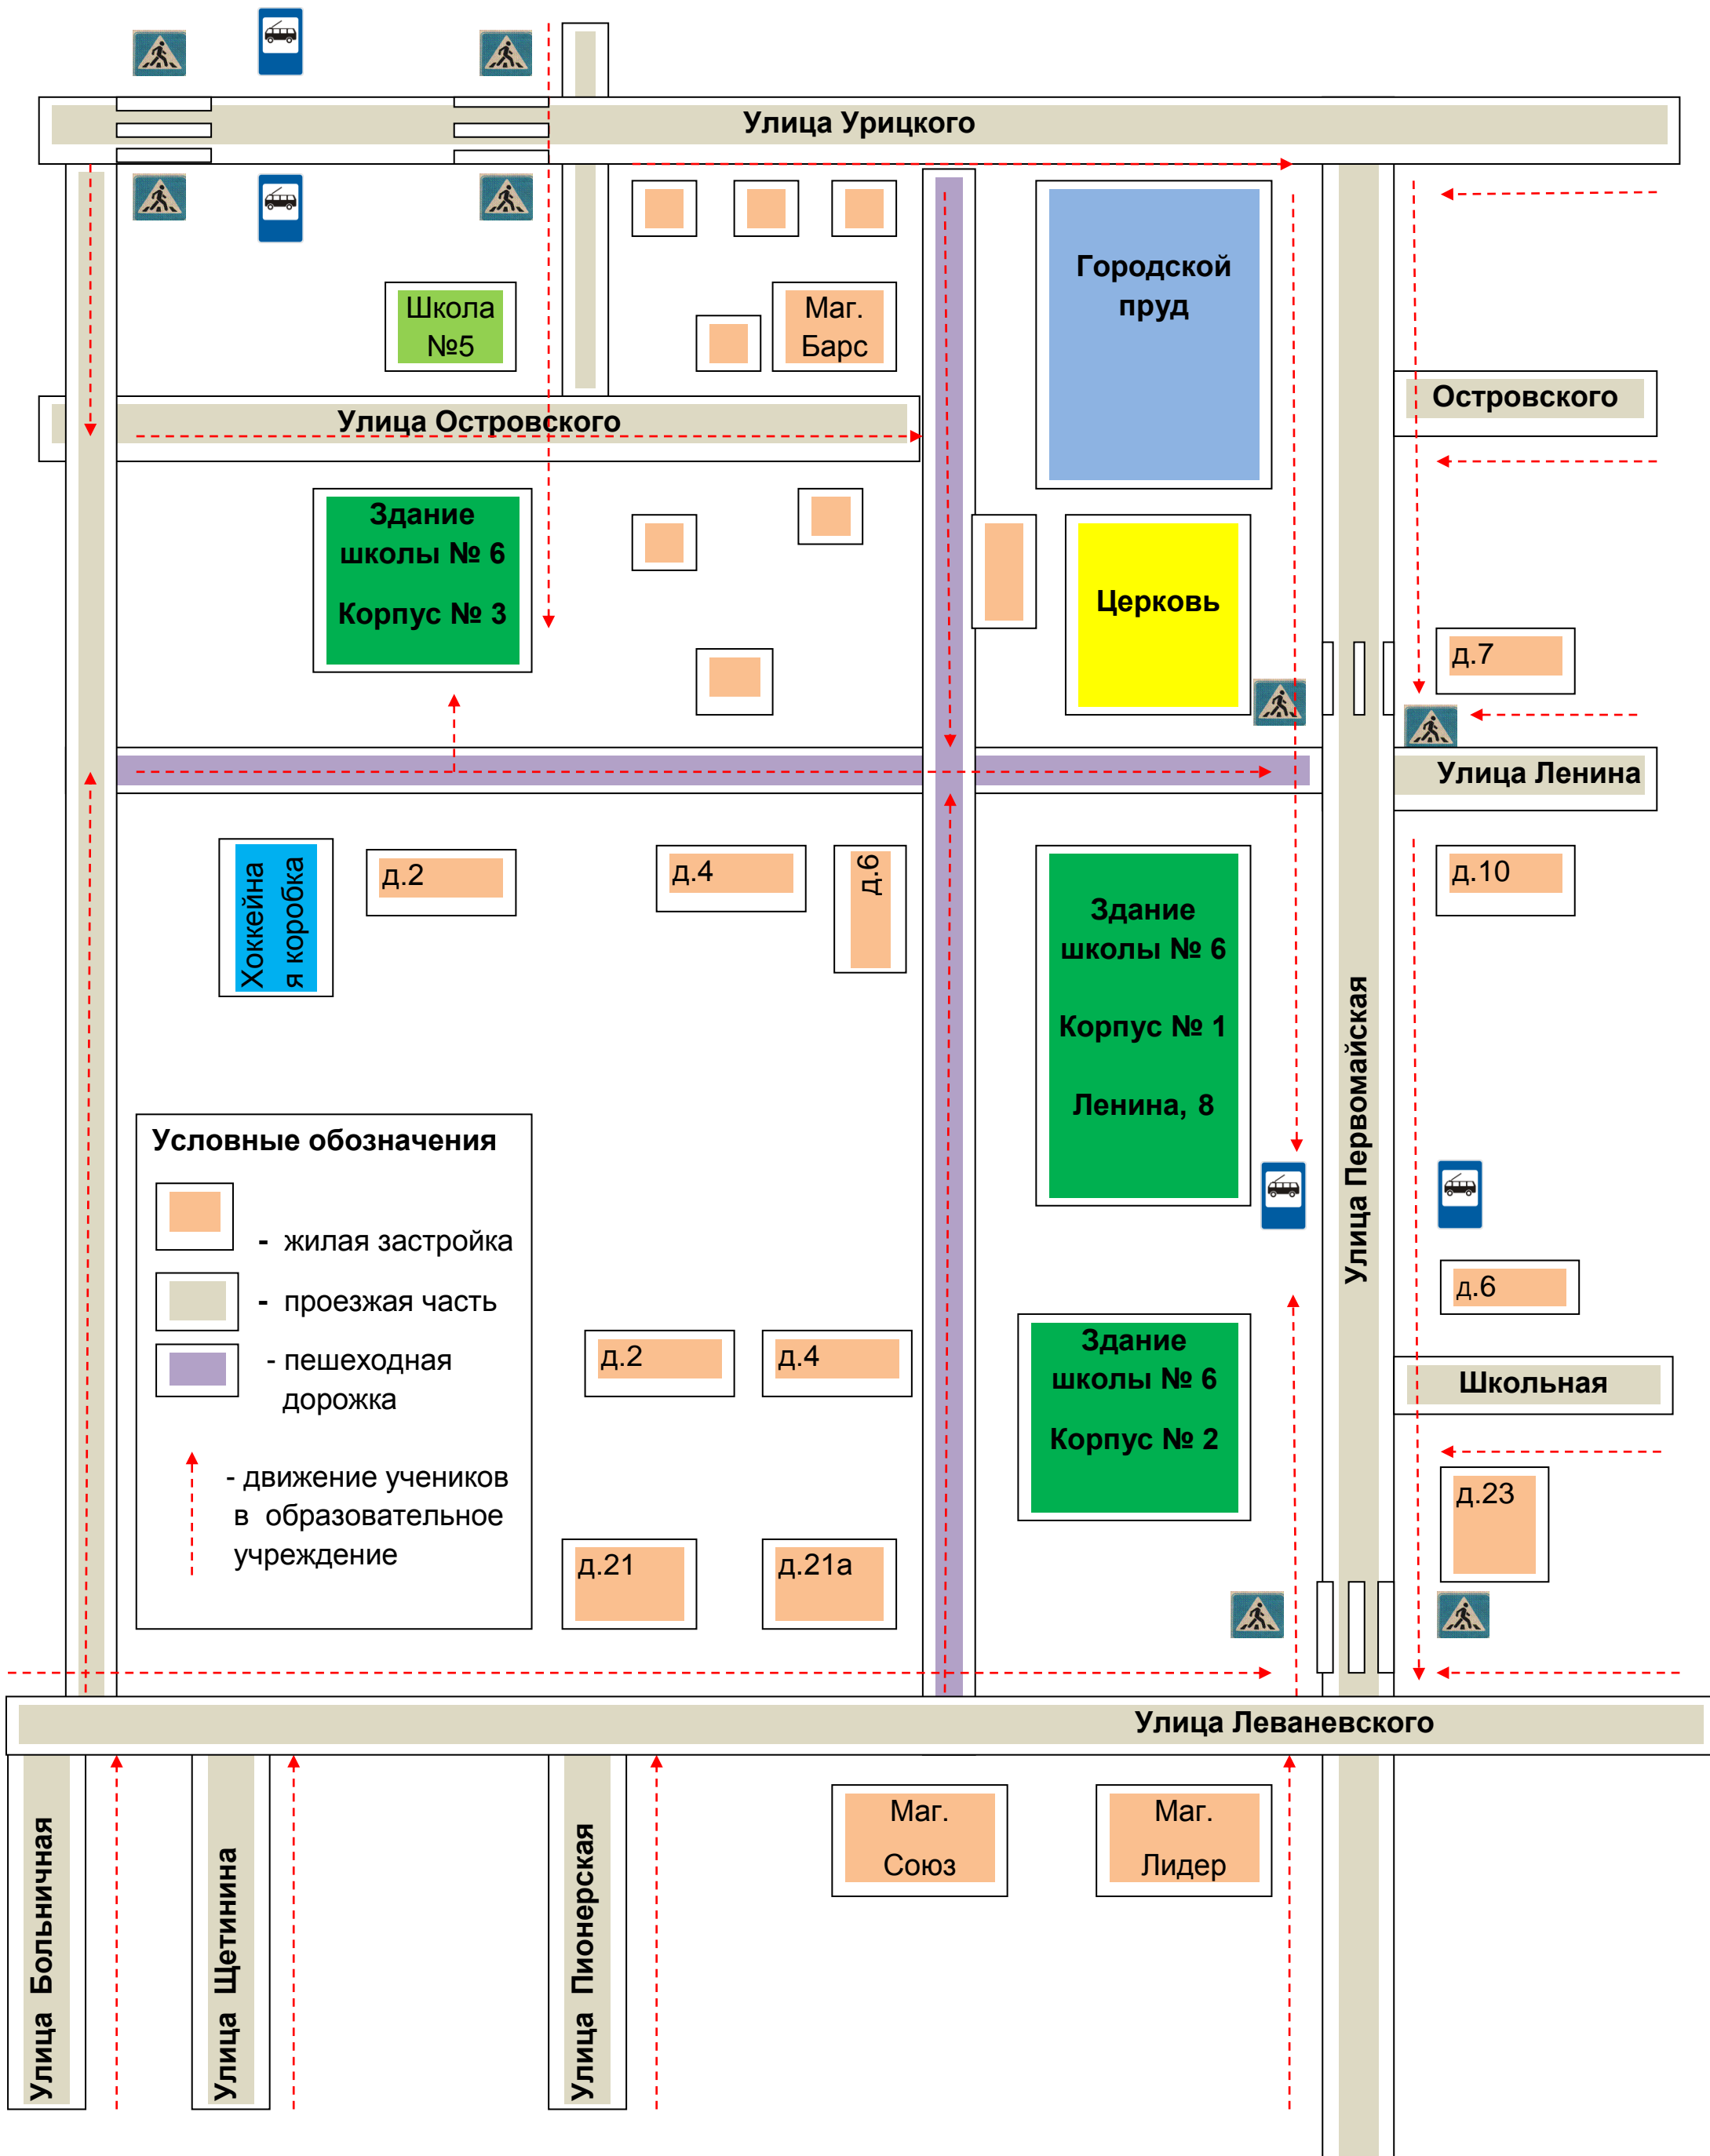 Улица Урицкого
Городской
пруд
Школа
№5
Маг.
Барс
Островского
Улица Островского
Здание
школы № 6
Корпус № 3
Церковь
д.7
Улица Ленина
Хоккейна
я коробка
д.2
д.4
д.6
д.10
Здание
школы № 6
Корпус № 1
Ленина, 8
Улица Первомайская
Условные обозначения
- жилая застройка
- проезжая часть
- пешеходная
дорожка
- движение учеников
в образовательное
учреждение
д.6
д.2
д.4
Здание
школы № 6
Корпус № 2
Школьная
д.23
д.21
д.21а
Улица Леваневского
Маг.
Союз
Маг.
Лидер
Улица Больничная
Улица Щетинина
Улица Пионерская